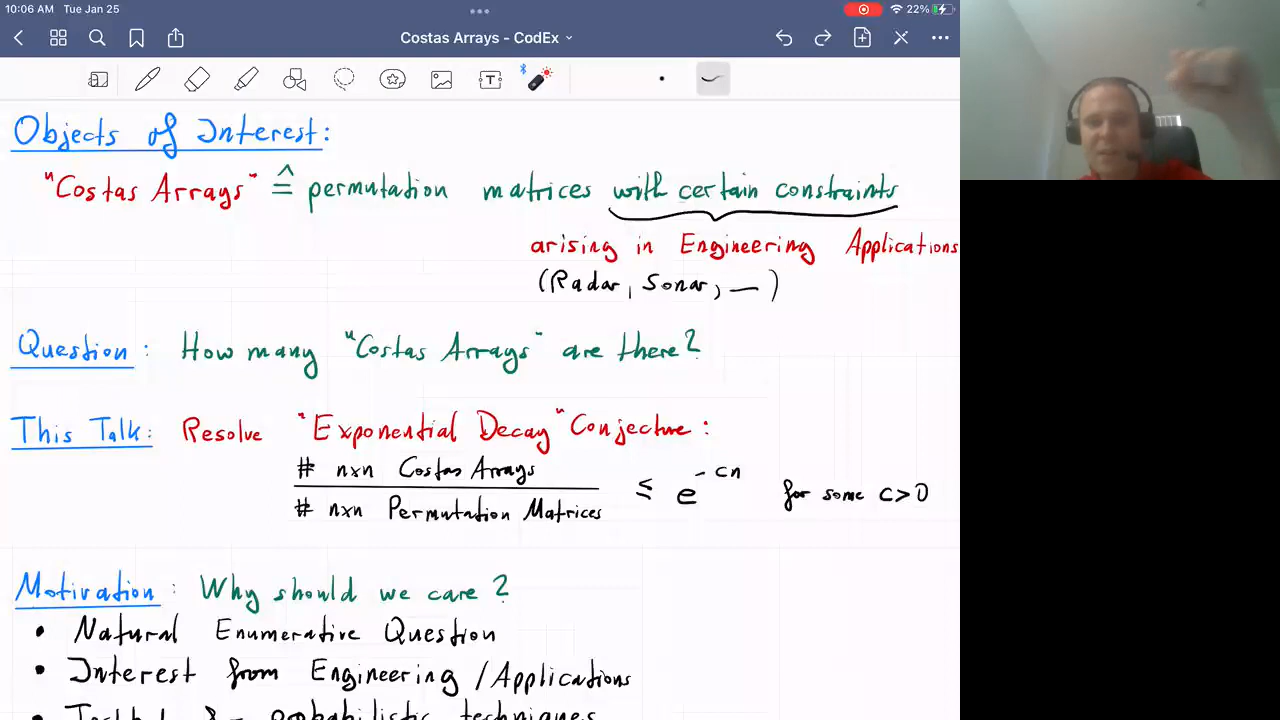 10:06 AM Tue Jan 25
22%
Costas Arrays - CodEx
Objects of Interest:
"Costas Arrays" ≙ permutation matrices with certain constraints
arising in Engineering Applications
(Radar, Sonar, — )
Question: How many "Costas Arrays" are there?
This Talk: Resolve "Exponential Decay" Conjecture:
# n×n Costas Arrays
≤ e^{-cn} for some c>0
# n×n Permutation Matrices
Motivation: Why should we care?
• Natural Enumerative Question
• Interest from Engineering / Applications
• probabilistic techniques